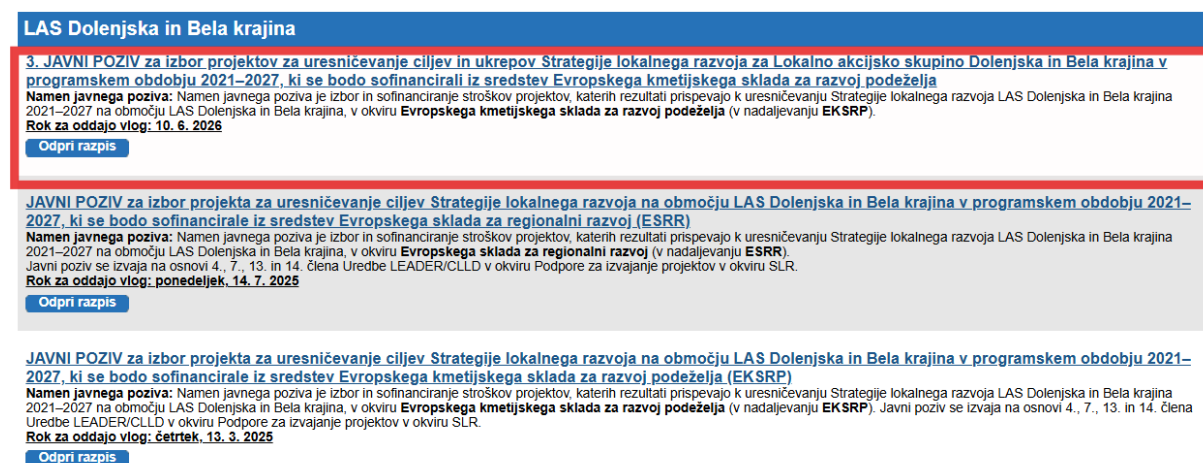 LAS Dolenjska in Bela krajina
3. JAVNI POZIV za izbor projektov za uresničevanje ciljev in ukrepov Strategije lokalnega razvoja za Lokalno akcijsko skupino Dolenjska in Bela krajina v
programskem obdobju 2021–2027, ki se bodo sofinancirali iz sredstev Evropskega kmetijskega sklada za razvoj podeželja
Namen javnega poziva: Namen javnega poziva je izbor in sofinanciranje stroškov projektov, katerih rezultati prispevajo k uresničevanju Strategije lokalnega razvoja LAS Dolenjska in Bela krajina
2021–2027 na območju LAS Dolenjska in Bela krajina, v okviru Evropskega kmetijskega sklada za razvoj podeželja (v nadaljevanju EKSRP).
Rok za oddajo vlog: 10. 6. 2026
Odpri razpis
JAVNI POZIV za izbor projekta za uresničevanje ciljev Strategije lokalnega razvoja na območju LAS Dolenjska in Bela krajina v programskem obdobju 2021–
2027, ki se bodo sofinancirale iz sredstev Evropskega sklada za regionalni razvoj (ESRR)
Namen javnega poziva: Namen javnega poziva je izbor in sofinanciranje stroškov projektov, katerih rezultati prispevajo k uresničevanju Strategije lokalnega razvoja LAS Dolenjska in Bela krajina
2021–2027 na območju LAS Dolenjska in Bela krajina, v okviru Evropskega sklada za regionalni razvoj (v nadaljevanju ESRR).
Javni poziv se izvaja na osnovi 4., 7., 13. in 14. člena Uredbe LEADER/CLLD v okviru Podpore za izvajanje projektov v okviru SLR.
Rok za oddajo vlog: ponedeljek, 14. 7. 2025
Odpri razpis
JAVNI POZIV za izbor projekta za uresničevanje ciljev Strategije lokalnega razvoja na območju LAS Dolenjska in Bela krajina v programskem obdobju 2021–
2027, ki se bodo sofinancirale iz sredstev Evropskega kmetijskega sklada za razvoj podeželja (EKSRP)
Namen javnega poziva: Namen javnega poziva je izbor in sofinanciranje stroškov projektov, katerih rezultati prispevajo k uresničevanju Strategije lokalnega razvoja LAS Dolenjska in Bela krajina
2021–2027 na območju LAS Dolenjska in Bela krajina, v okviru Evropskega kmetijskega sklada za razvoj podeželja (v nadaljevanju EKSRP). Javni poziv se izvaja na osnovi 4., 7., 13. in 14. člena
Uredbe LEADER/CLLD v okviru Podpore za izvajanje projektov v okviru SLR.
Rok za oddajo vlog: četrtek, 13. 3. 2025
Odpri razpis